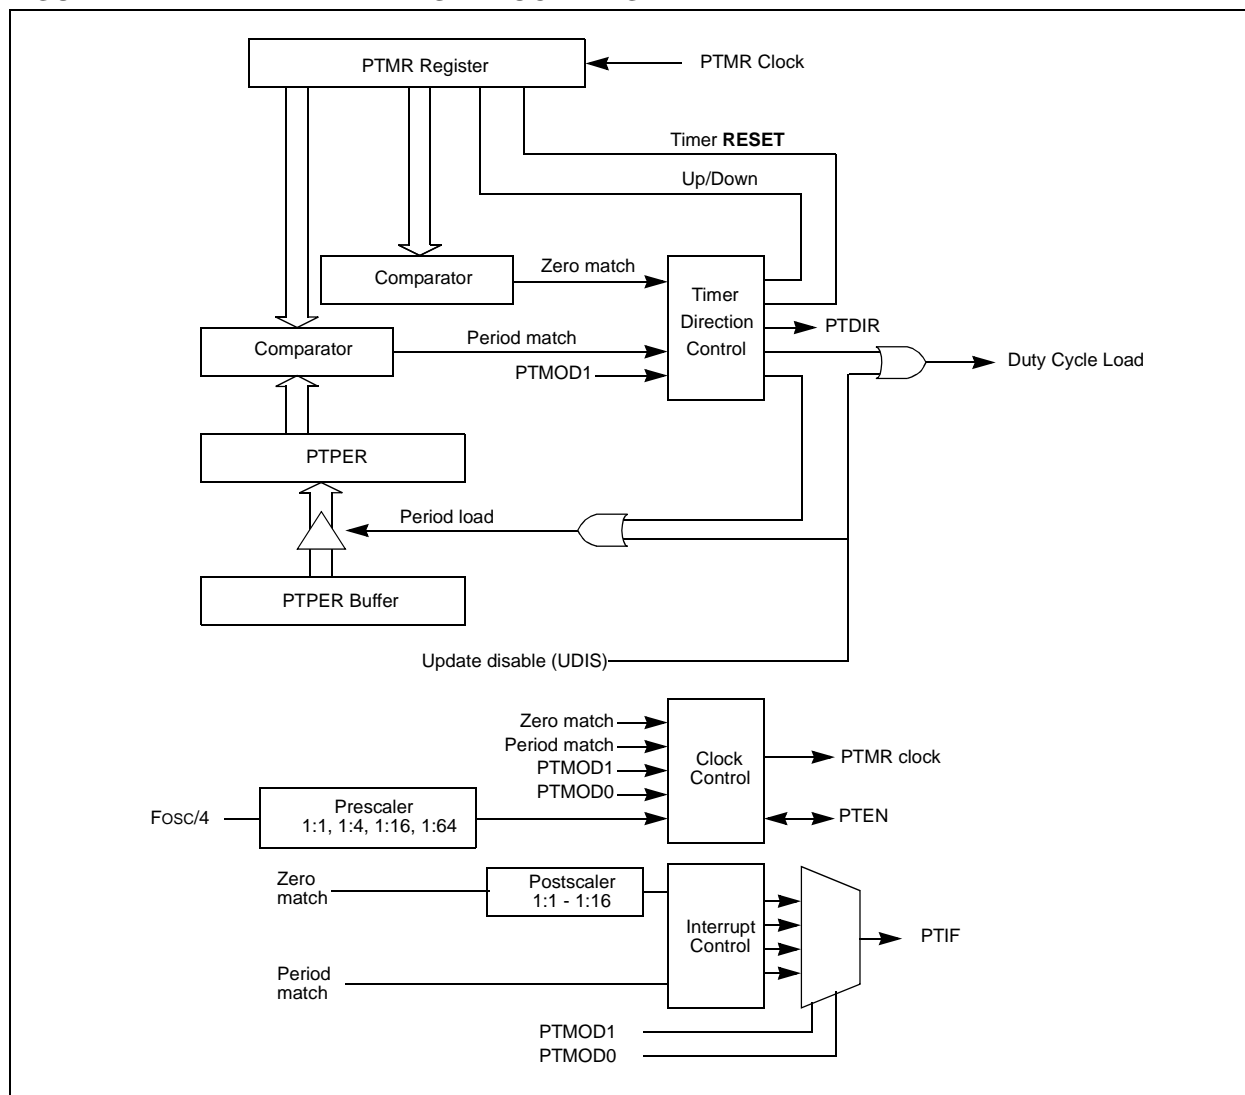 PTMR Register
PTMR Clock
Timer RESET
Up/Down
Comparator
Zero match
Timer
Direction
Control
PTDIR
Comparator
Period match
PTMOD1
Duty Cycle Load
PTPER
Period load
PTPER Buffer
Update disable (UDIS)
Zero match
Period match
PTMOD1
PTMOD0
Clock
Control
PTMR clock
PTEN
FOSC/4
Prescaler
1:1, 1:4, 1:16, 1:64
Zero
match
Postscaler
1:1 - 1:16
Interrupt
Control
PTIF
Period
match
PTMOD1
PTMOD0